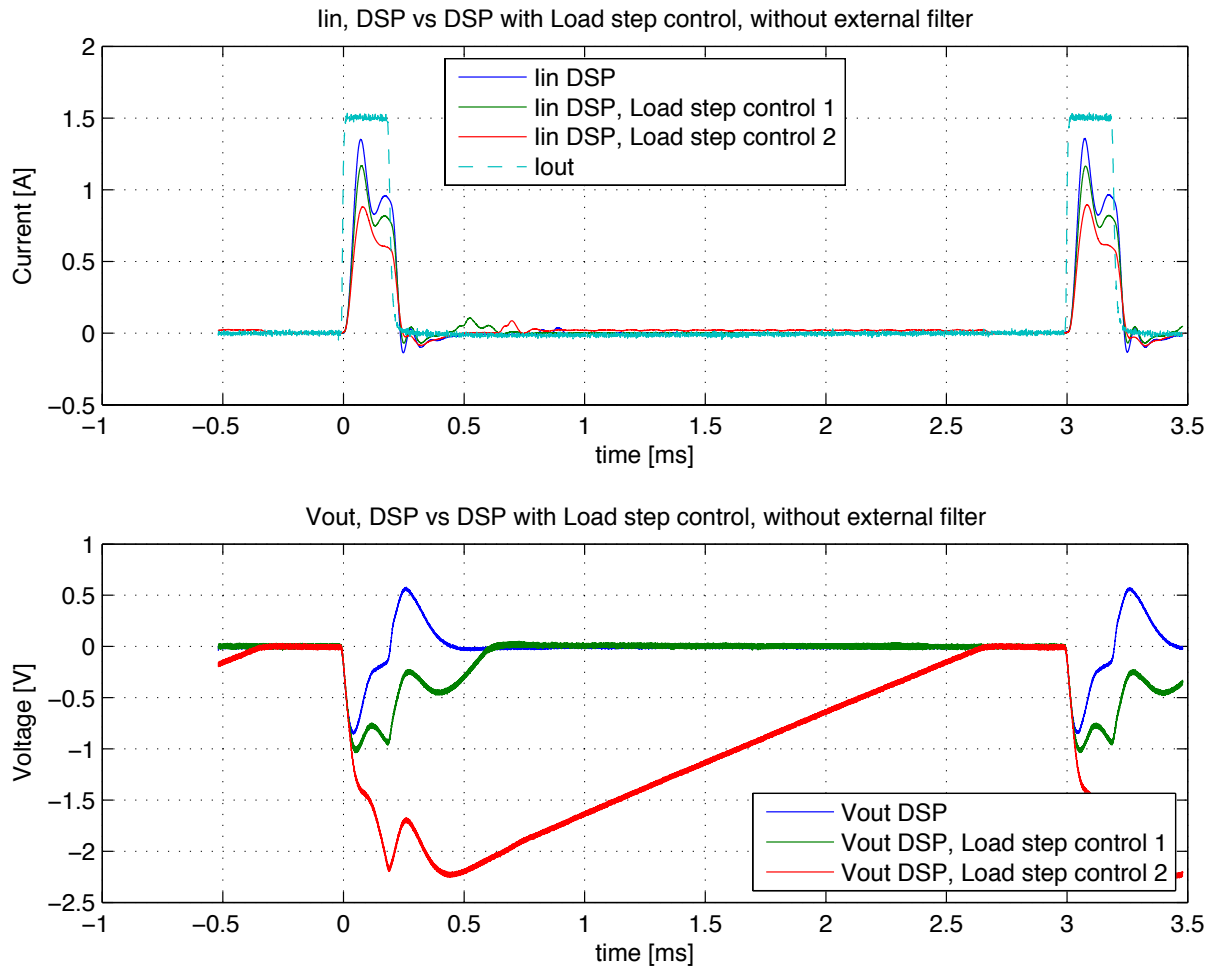 Iin, DSP vs DSP with Load step control, without external filter
2
1.5
1
0.5
0
−0.5
Current [A]
Iin DSP
Iin DSP, Load step control 1
Iin DSP, Load step control 2
Iout
−1
−0.5
0
0.5
1
1.5
2
2.5
3
3.5
time [ms]
Vout, DSP vs DSP with Load step control, without external filter
1
0.5
0
−0.5
−1
−1.5
−2
−2.5
Voltage [V]
Vout DSP
Vout DSP, Load step control 1
Vout DSP, Load step control 2
−1
−0.5
0
0.5
1
1.5
2
2.5
3
3.5
time [ms]